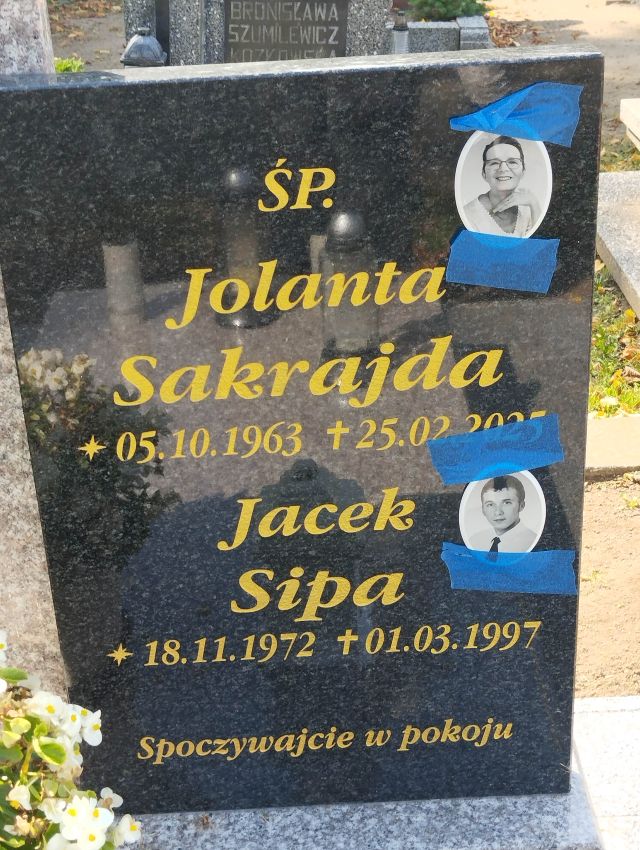 BRONISŁAWA
SZUMILEWICZ
ŚP.
Jolanta
Sakrajda
05.10.1963 25.02.2025
Jacek
Sipa
18.11.1972 01.03.1997
Spoczywajcie w pokoju